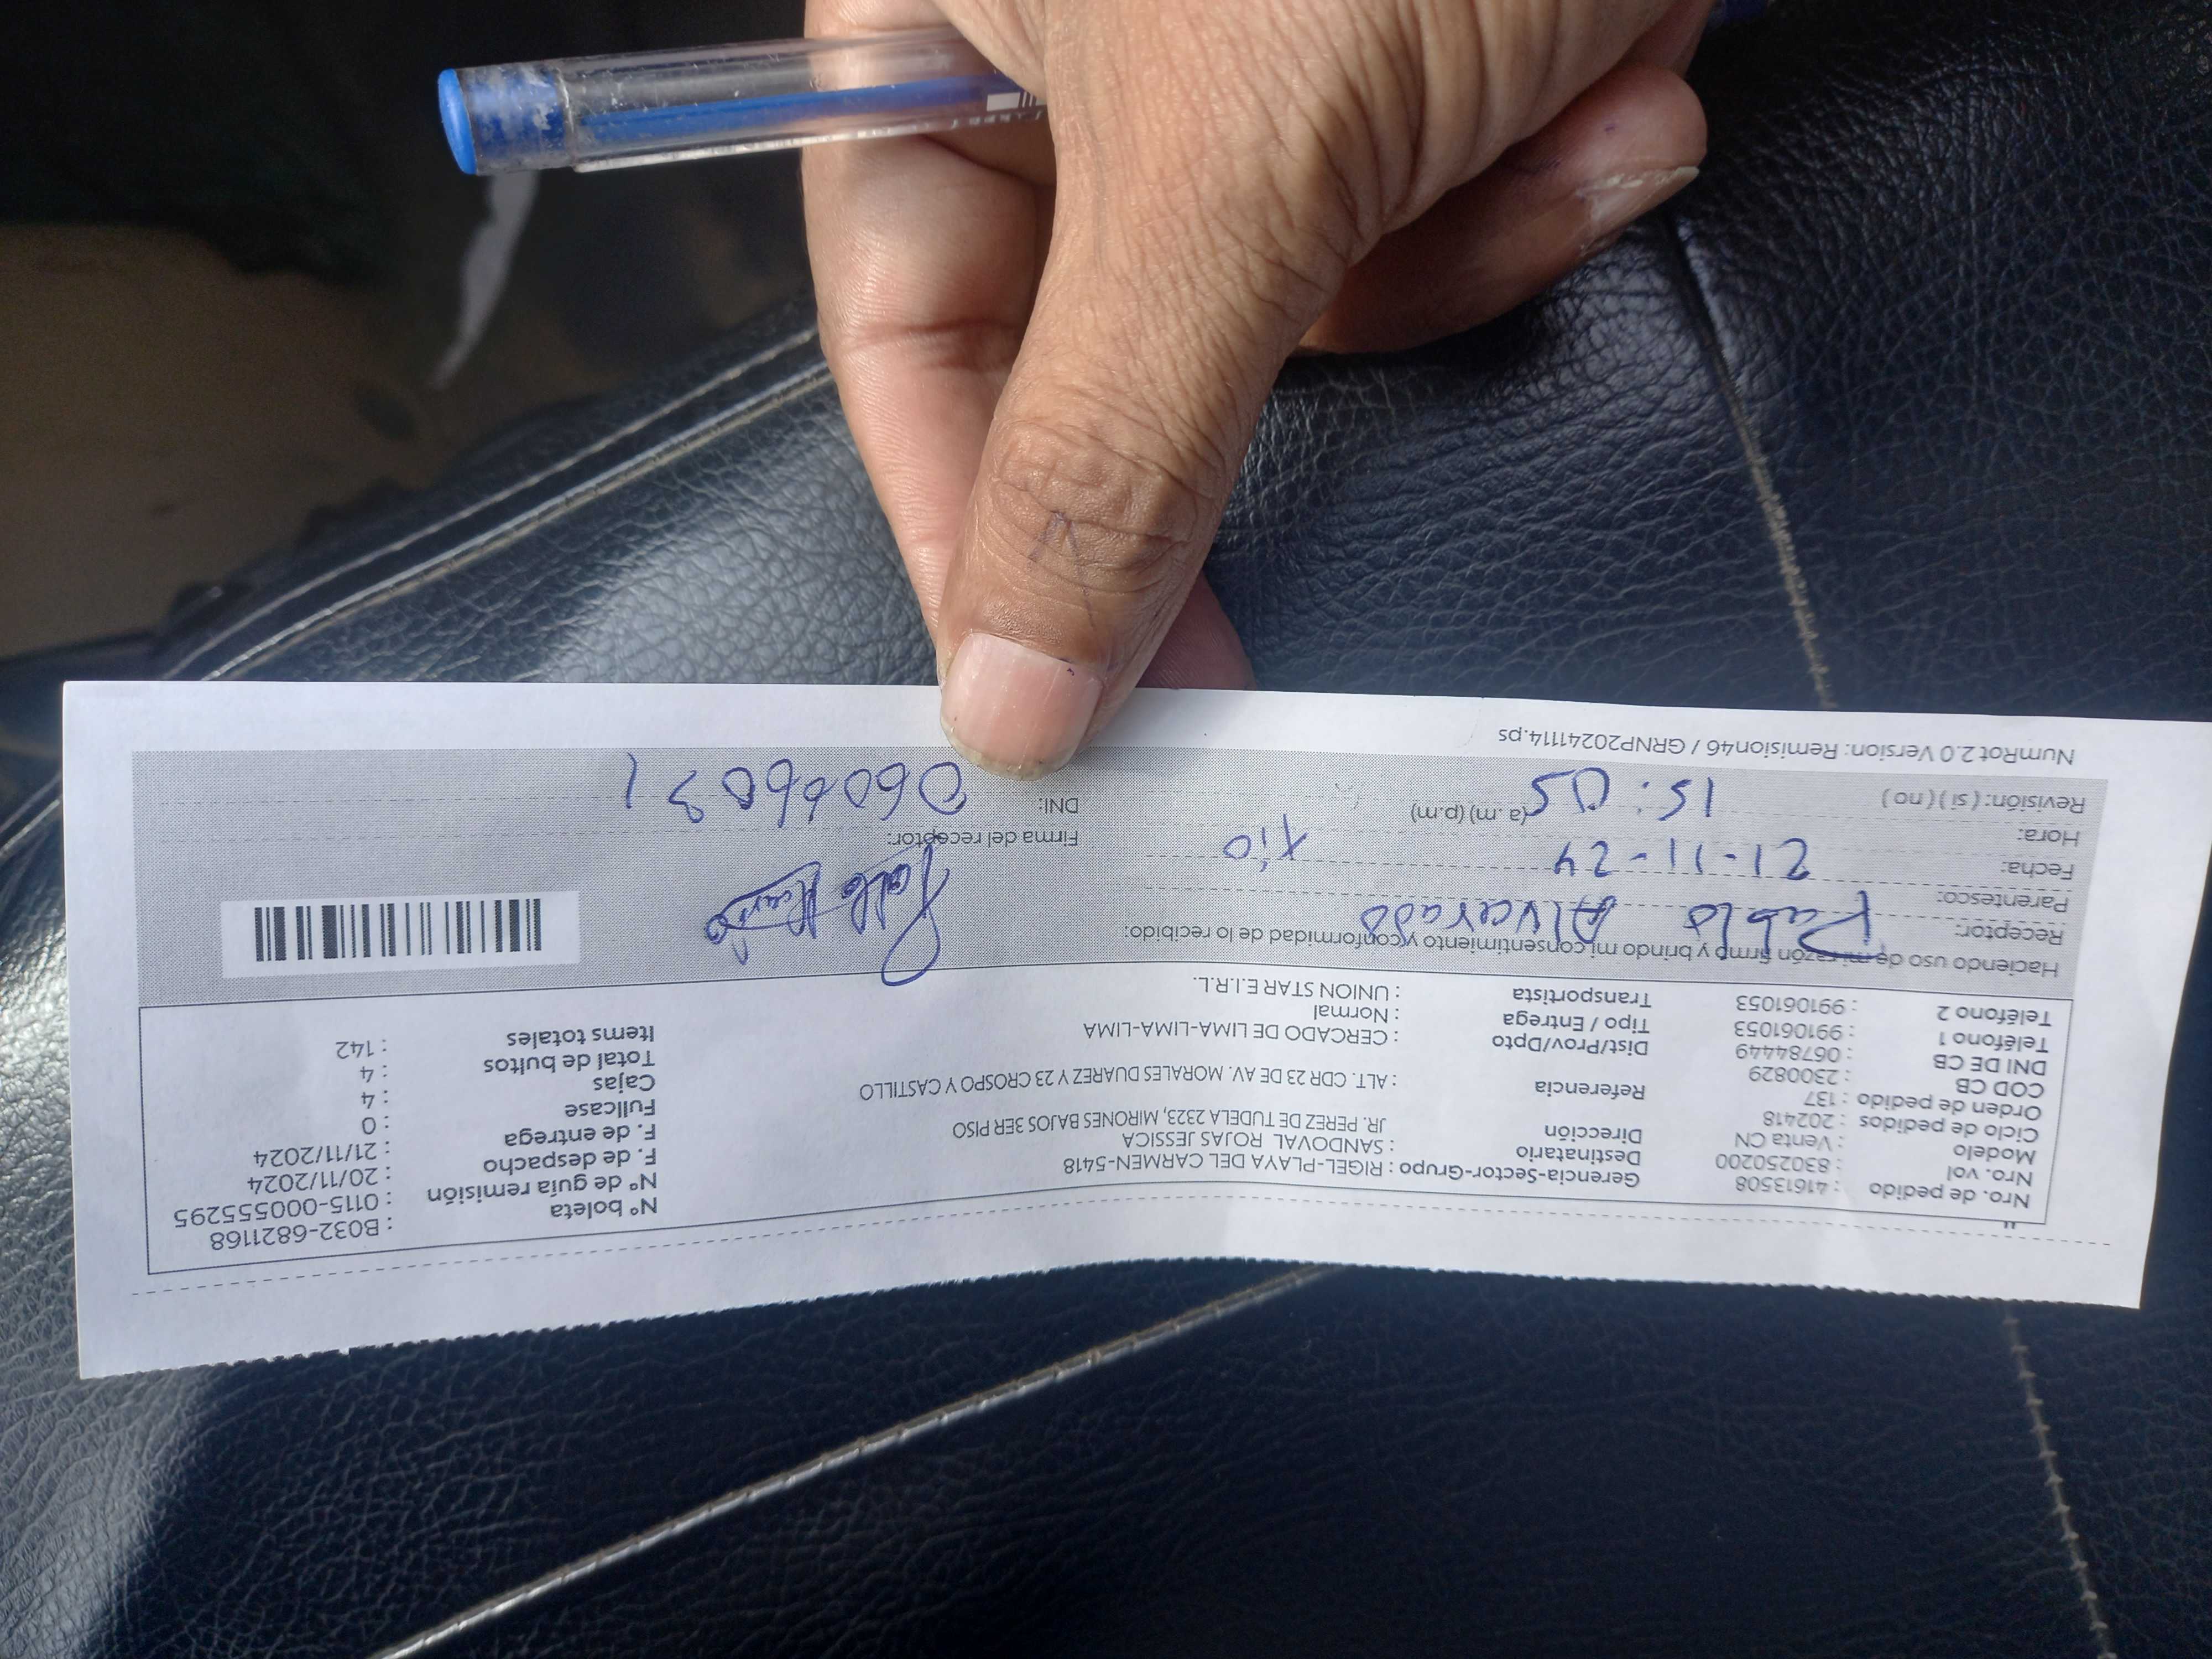 Nro. de pedido : 41613508 Gerencia-Sector-Grupo : RIGEL-PLAYA DEL CARMEN-5418 N° boleta : B032-6821168
Nro. vol : 830250200 Destinatario : SANDOVAL ROJAS JESSICA N° de guía remisión : 0115-000555295
Modelo : Venta CN Dirección JR. PEREZ DE TUDELA 2323, MIRONES BAJOS 3ER PISO F. de despacho : 20/11/2024
Ciclo de pedidos : 202418 F. de entrega : 21/11/2024
Orden de pedido : 137 Referencia : ALT. CDR 23 DE AV. MORALES DUAREZ Y 23 CROSPO Y CASTILLO Fullcase : 0
COD CB : 2300829 Cajas : 4
DNI DE CB : 06784449 Dist/Prov/Dpto : CERCADO DE LIMA-LIMA-LIMA Total de bultos : 4
Teléfono 1 : 991061053 Tipo / Entrega : Normal Items totales : 142
Teléfono 2 : 991061053 Transportista : UNION STAR E.I.R.L.
Haciendo uso de mi razón firmo y brindo mi consentimiento y conformidad de lo recibido:
Receptor: Pablo Alvarado
Parentesco: tio
Fecha: 21-11-24 Firma del receptor:
Hora: 15:05 (a. m) (p.m) DNI:
Revisión: ( si ) ( no )
NumRot 2.0 Version: Remision46 / GRNP20241114.ps